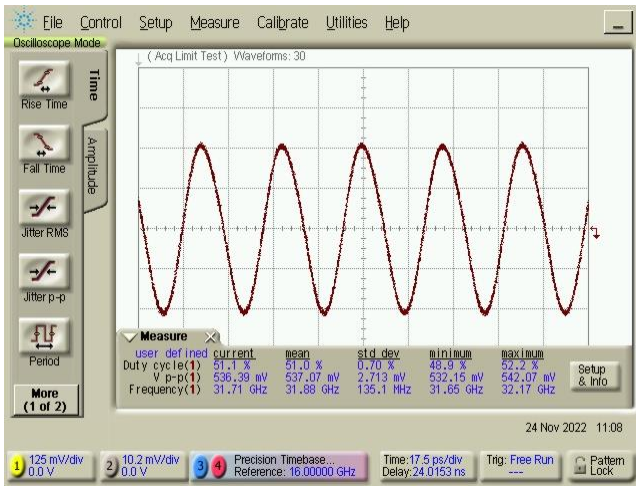 File Control Setup Measure Calibrate Utilities Help
Oscilloscope Mode
( Acq Limit Test ) Waveforms: 30
Time
Amplitude
Rise Time
Fall Time
Jitter RMS
Jitter p-p
Period
More
(1 of 2)
Measure
user defined current mean std dev minimum maximum
Duty cycle(1) 51.1 % 51.0 % 0.70 % 48.9 % 52.2 %
V p-p(1) 536.39 mV 537.07 mV 2.713 mV 532.15 mV 542.07 mV
Frequency(1) 31.71 GHz 31.88 GHz 135.1 MHz 31.65 GHz 32.17 GHz
Setup
& Info
24 Nov 2022 11:08
1 125 mV/div
0.0 V
2 10.2 mV/div
0.0 V
3 4 Precision Timebase...
Reference: 16.00000 GHz
Time:17.5 ps/div
Delay:24.0153 ns
Trig: Free Run
---
Pattern
Lock